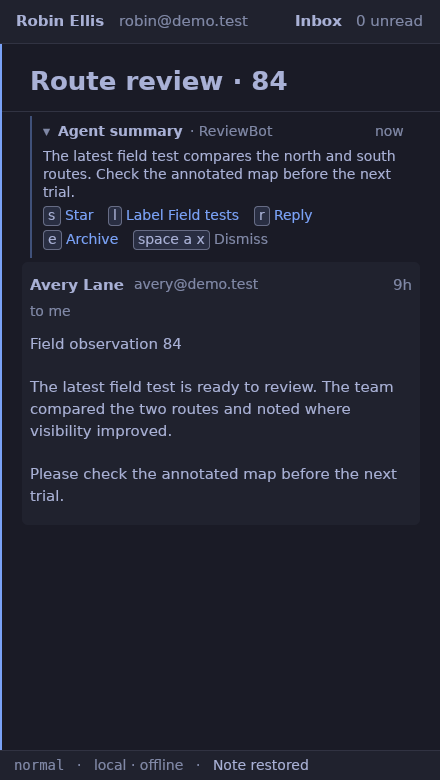 Robin Ellis robin@demo.test Inbox 0 unread
Route review · 84
▾ Agent summary · ReviewBot now
The latest field test compares the north and south
routes. Check the annotated map before the next
trial.
s Star l Label Field tests r Reply
e Archive space a x Dismiss
Avery Lane avery@demo.test 9h
to me
Field observation 84
The latest field test is ready to review. The team
compared the two routes and noted where
visibility improved.
Please check the annotated map before the next
trial.
normal · local · offline · Note restored